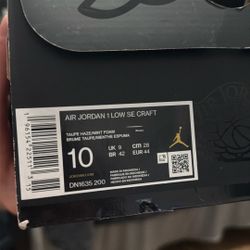 AIR JORDAN 1 LOW SE CRAFT
TAUPE HAZE/MINT FOAM
BRUME TAUPE/MENTHE ESPUMA
10
UK 9
BR 42
cm 28
EUR 44
DN1635 200